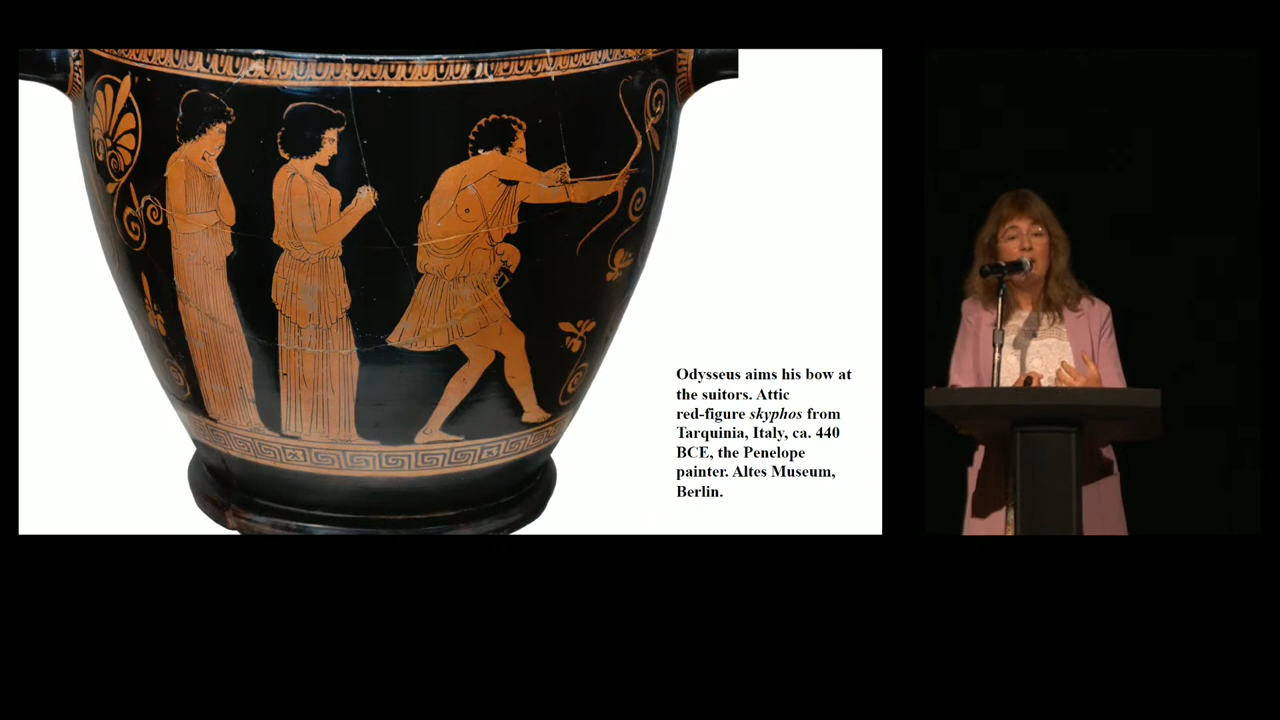 Odysseus aims his bow at
the suitors. Attic
red-figure skyphos from
Tarquinia, Italy, ca. 440
BCE, the Penelope
painter. Altes Museum,
Berlin.